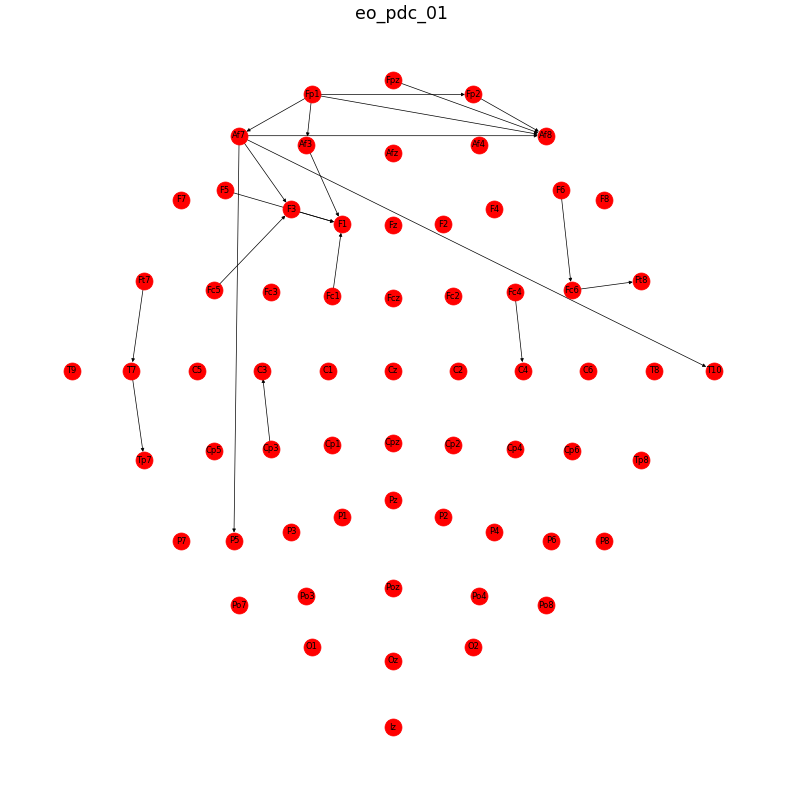 eo_pdc_01
Fpz
Fp1 Fp2
Af7 Af8
Af3 Af4
Afz
F5 F6
F7 F8
F3 F4
F1 Fz F2
Ft7 Ft8
Fc5 Fc3 Fc1 Fcz Fc2 Fc4 Fc6
T9 T7 C5 C3 C1 Cz C2 C4 C6 T8 T10
Cp5 Cp3 Cp1 Cpz Cp2 Cp4 Cp6
Tp7 Tp8
Pz
P1 P2
P3 P4
P7 P5 P6 P8
Poz
Po3 Po4
Po7 Po8
O1 O2
Oz
Iz